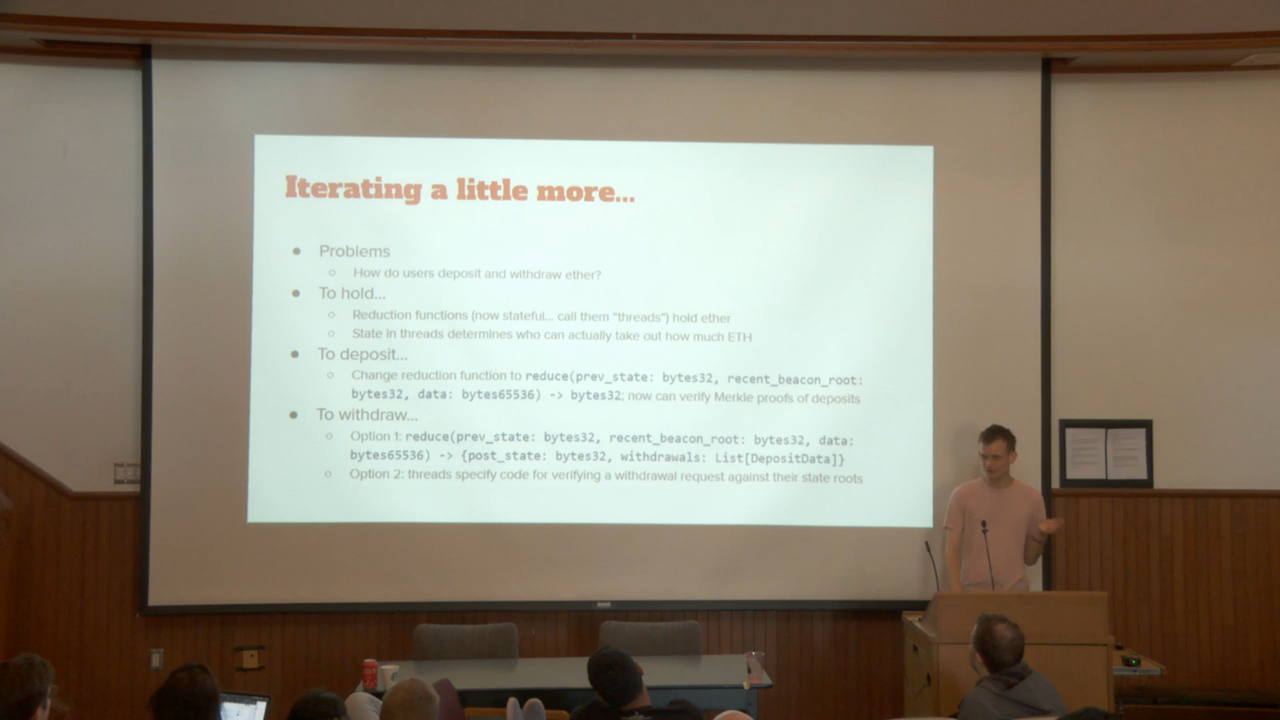 Iterating a little more...
● Problems
○ How do users deposit and withdraw ether?
● To hold...
○ Reduction functions (now stateful... call them "threads") hold ether
○ State in threads determines who can actually take out how much ETH
● To deposit...
○ Change reduction function to reduce(prev_state: bytes32, recent_beacon_root:
bytes32, data: bytes65536) -> bytes32; now can verify Merkle proofs of deposits
● To withdraw...
○ Option 1: reduce(prev_state: bytes32, recent_beacon_root: bytes32, data:
bytes65536) -> {post_state: bytes32, withdrawals: List[DepositData]}
○ Option 2: threads specify code for verifying a withdrawal request against their state roots